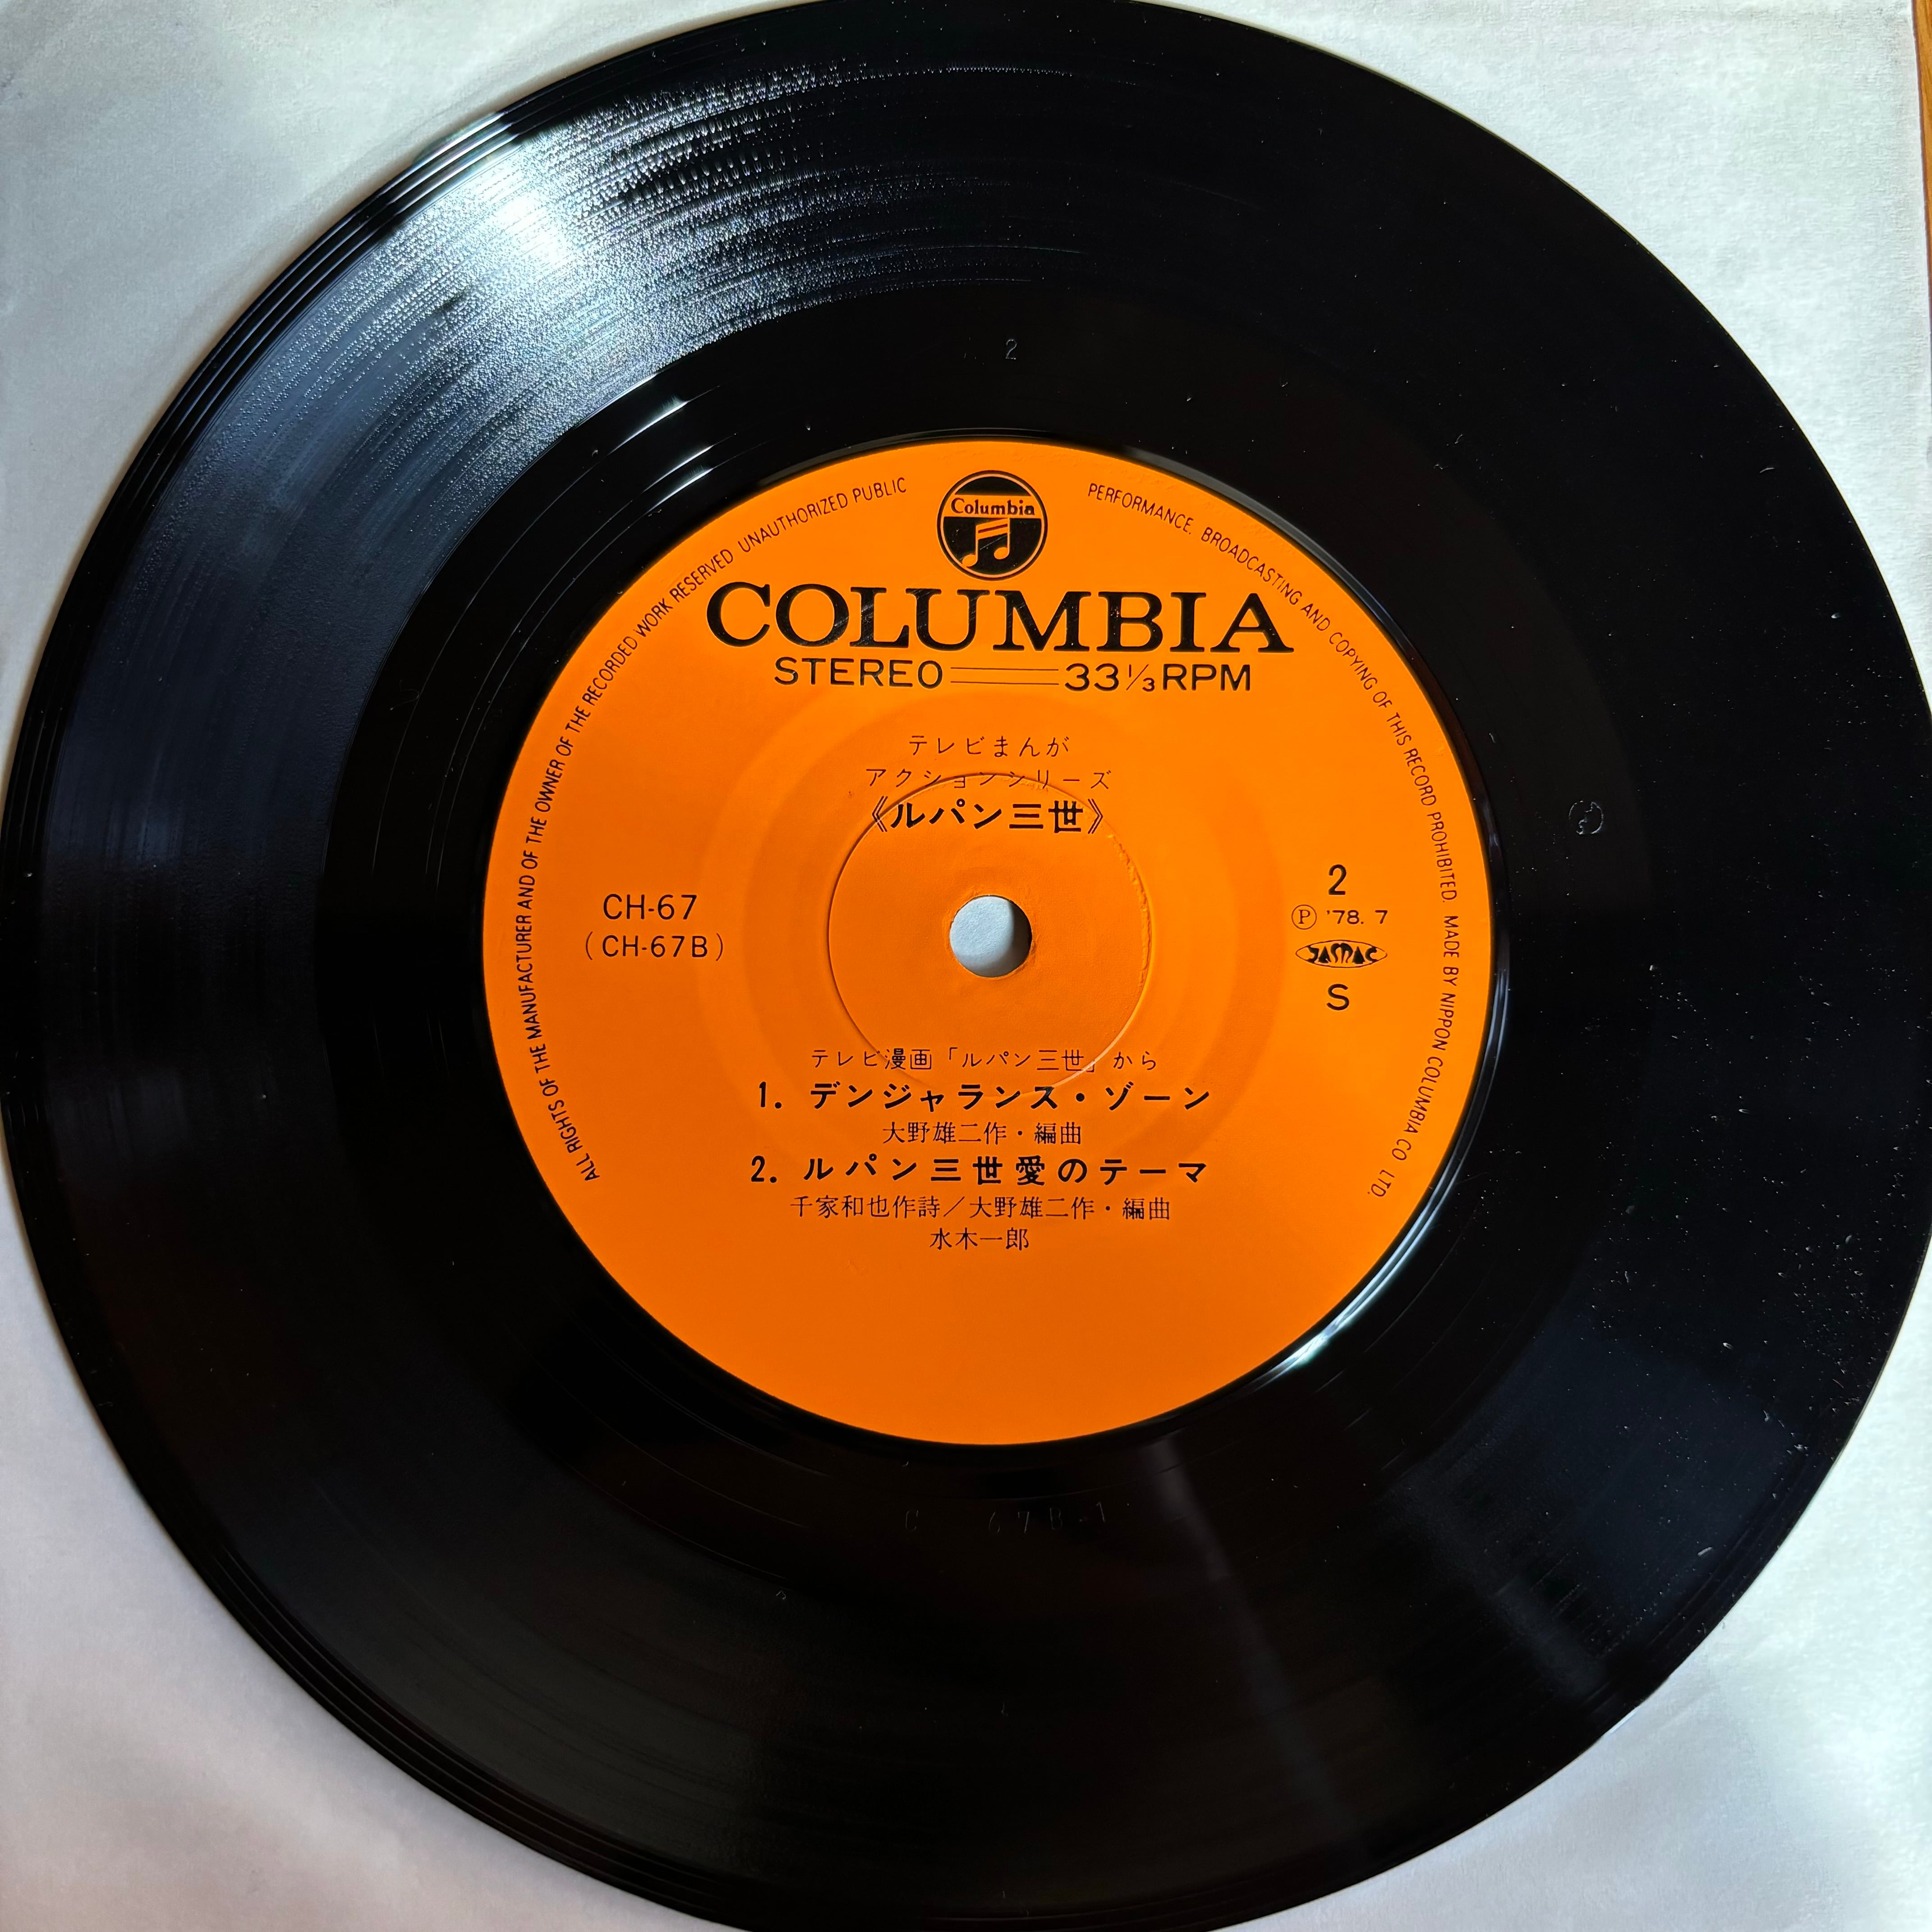 2
Columbia
COLUMBIA
STEREO 33⅓RPM
テレビまんが
アクションシリーズ
《ルパン三世》
CH-67
(CH-67B)
2
Ⓟ '78.7
JASRAC
S
テレビ漫画「ルパン三世」から
1. デンジャランス・ゾーン
大野雄二作・編曲
2. ルパン三世愛のテーマ
千家和也作詩／大野雄二作・編曲
水木一郎
ALL RIGHTS OF THE MANUFACTURER AND OF THE OWNER OF THE RECORDED WORK RESERVED UNAUTHORIZED PUBLIC PERFORMANCE. BROADCASTING AND COPYING OF THIS RECORD PROHIBITED. MADE BY NIPPON COLUMBIA CO LTD.